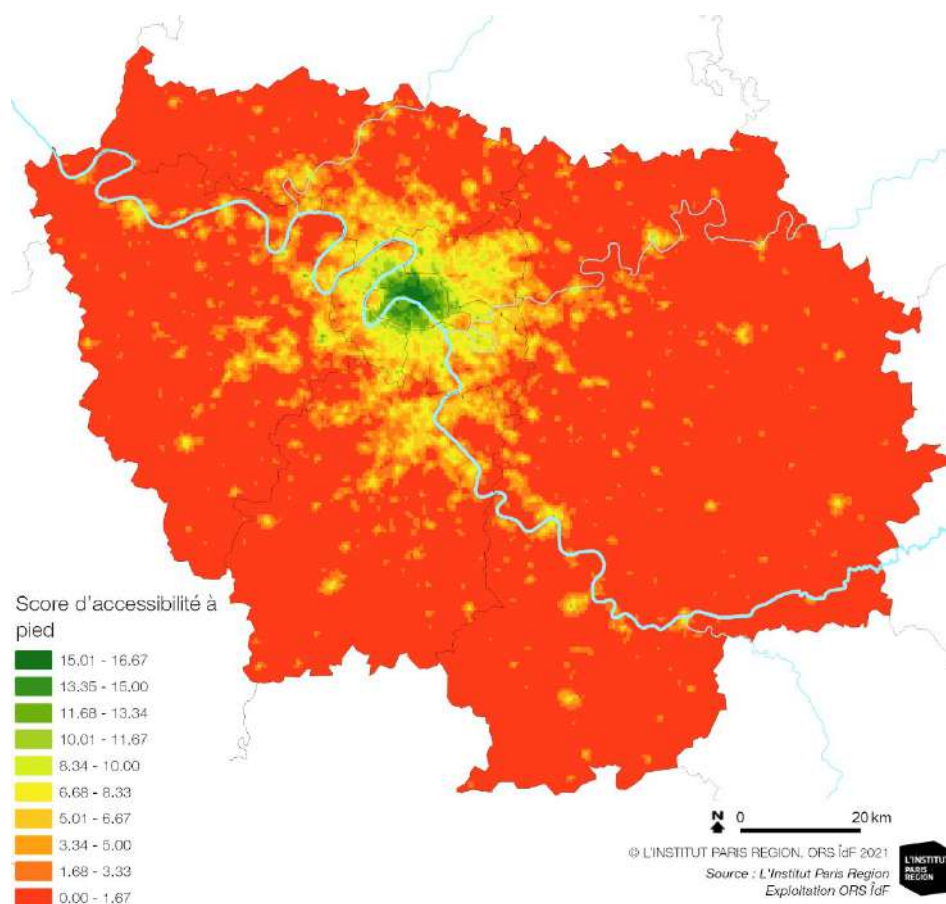 Score d'accessibilité à
pied
15.01 - 16.67
13.35 - 15.00
11.68 - 13.34
10.01 - 11.67
8.34 - 10.00
6.68 - 8.33
5.01 - 6.67
3.34 - 5.00
1.68 - 3.33
0.00 - 1.67
N 0 20 km
© L'INSTITUT PARIS REGION, ORS ÎdF 2021
Source : L'Institut Paris Region
Exploitation ORS ÎdF
L'INSTITUT
PARIS
REGION